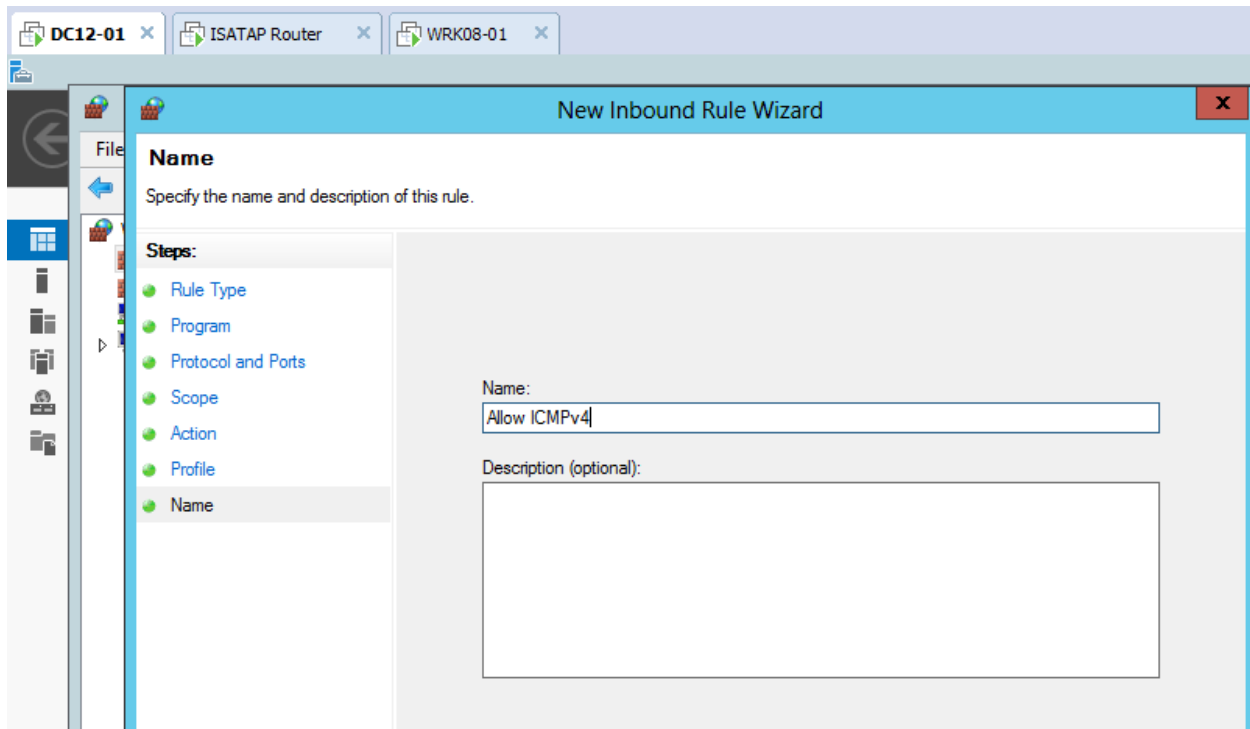 DC12-01 ISATAP Router WRK08-01
New Inbound Rule Wizard
x
File
Name
Specify the name and description of this rule.
Steps:
Rule Type
Program
Protocol and Ports
Scope
Action
Profile
Name
Name:
Allow ICMPv4
Description (optional):